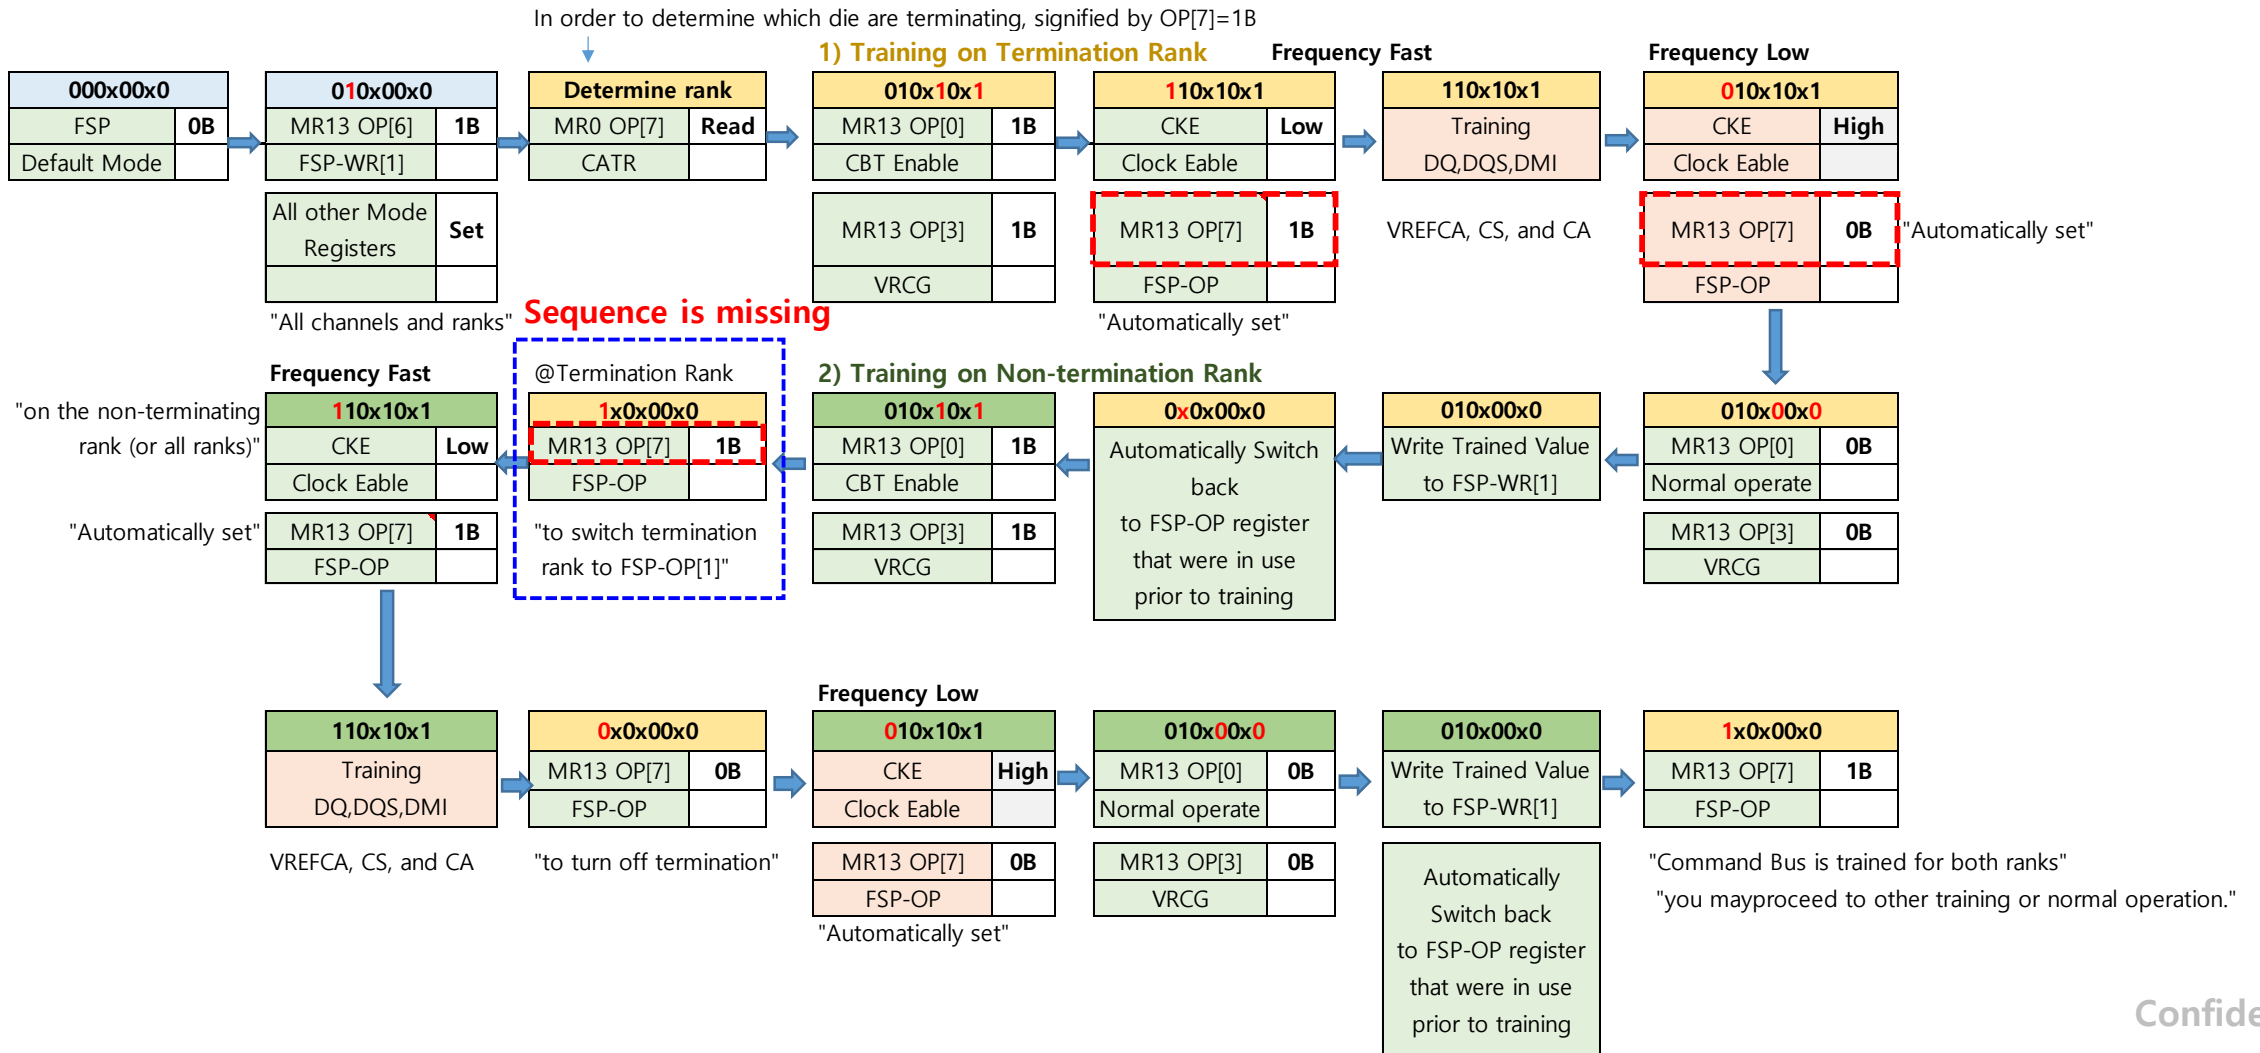 In order to determine which die are terminating, signified by OP[7]=1B
1) Training on Termination Rank
Frequency Fast
Frequency Low
000x00x0
FSP 0B
Default Mode
010x00x0
MR13 OP[6] 1B
FSP-WR[1]
All other Mode
Registers
Set
"All channels and ranks"
Determine rank
MR0 OP[7] Read
CATR
010x10x1
MR13 OP[0] 1B
CBT Enable
MR13 OP[3] 1B
VRCG
110x10x1
CKE Low
Clock Eable
MR13 OP[7] 1B
FSP-OP
"Automatically set"
110x10x1
Training
DQ,DQS,DMI
VREFCA, CS, and CA
010x10x1
CKE High
Clock Eable
MR13 OP[7] 0B
FSP-OP
"Automatically set"
Sequence is missing
Frequency Fast
"on the non-terminating
rank (or all ranks)"
110x10x1
CKE Low
Clock Eable
"Automatically set"
MR13 OP[7] 1B
FSP-OP
@Termination Rank
1x0x00x0
MR13 OP[7] 1B
FSP-OP
"to switch termination
rank to FSP-OP[1]"
2) Training on Non-termination Rank
010x10x1
MR13 OP[0] 1B
CBT Enable
MR13 OP[3] 1B
VRCG
0x0x00x0
Automatically Switch
back
to FSP-OP register
that were in use
prior to training
010x00x0
Write Trained Value
to FSP-WR[1]
010x00x0
MR13 OP[0] 0B
Normal operate
MR13 OP[3] 0B
VRCG
110x10x1
Training
DQ,DQS,DMI
VREFCA, CS, and CA
0x0x00x0
MR13 OP[7] 0B
FSP-OP
"to turn off termination"
Frequency Low
010x10x1
CKE High
Clock Eable
MR13 OP[7] 0B
FSP-OP
"Automatically set"
010x00x0
MR13 OP[0] 0B
Normal operate
MR13 OP[3] 0B
VRCG
010x00x0
Write Trained Value
to FSP-WR[1]
Automatically
Switch back
to FSP-OP register
that were in use
prior to training
1x0x00x0
MR13 OP[7] 1B
FSP-OP
"Command Bus is trained for both ranks"
"you mayproceed to other training or normal operation."
Confide